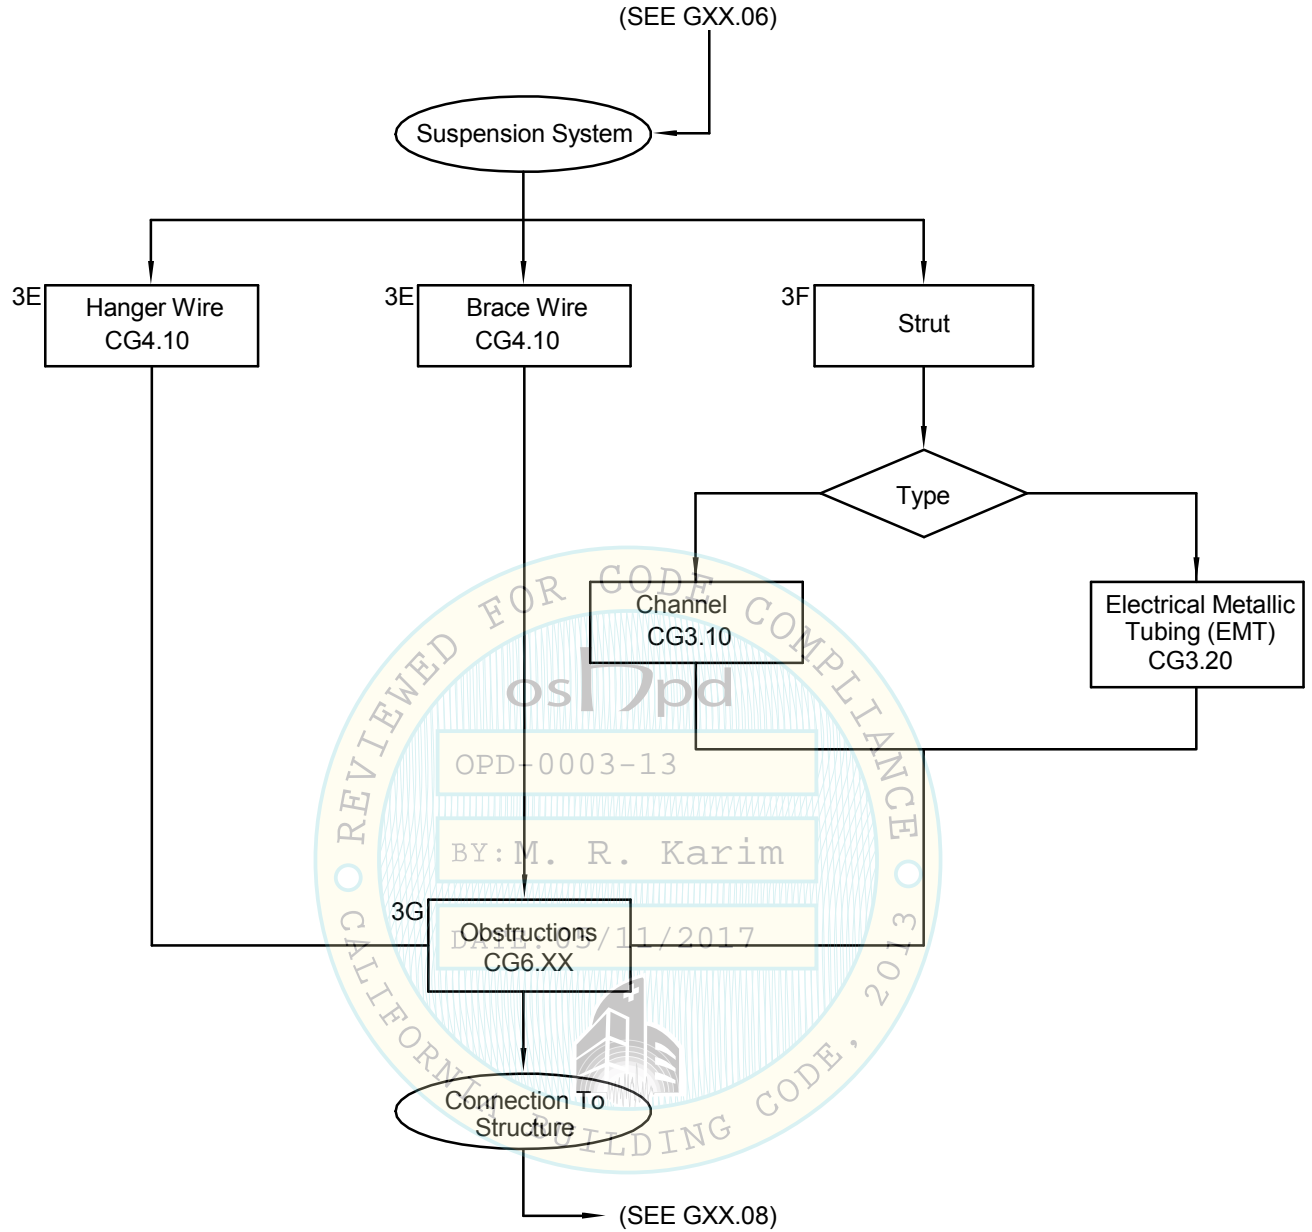 (SEE GXX.06)
Suspension System
3E
Hanger Wire
CG4.10
3E
Brace Wire
CG4.10
3F
Strut
Type
Channel
CG3.10
Electrical Metallic
Tubing (EMT)
CG3.20
REVIEWED FOR CODE COMPLIANCE
oshpd
OPD-0003-13
BY: M. R. Karim
DATE: 05/11/2017
3G
Obstructions
CG6.XX
CALIFORNIA BUILDING CODE, 2013
Connection To
Structure
(SEE GXX.08)